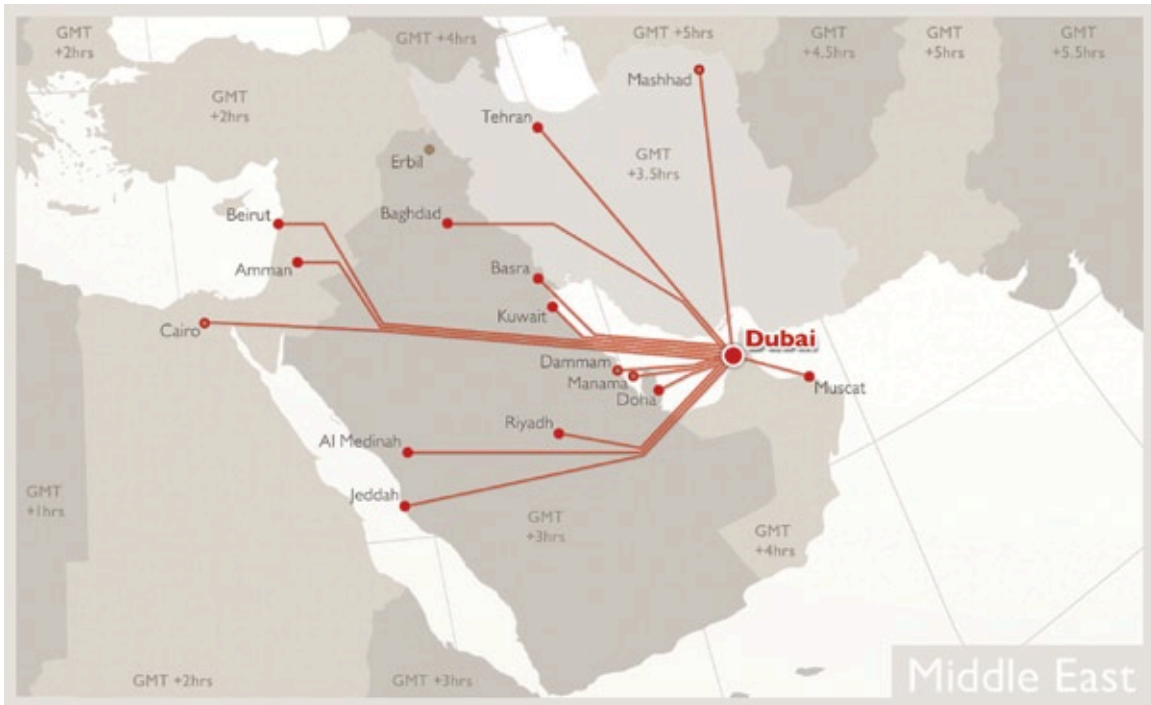 GMT
+2hrs
GMT +4hrs
GMT +5hrs
GMT
+4.5hrs
GMT
+5hrs
GMT
+5.5hrs
Mashhad
GMT
+2hrs
Tehran
GMT
+3.5hrs
Erbil
Beirut
Baghdad
Amman
Basra
Kuwait
Cairo
Dubai
Dammam
Manama
Doha
Muscat
Riyadh
Al Medinah
Jeddah
GMT
+1hrs
GMT
+3hrs
GMT
+4hrs
GMT +2hrs
GMT +3hrs
Middle East